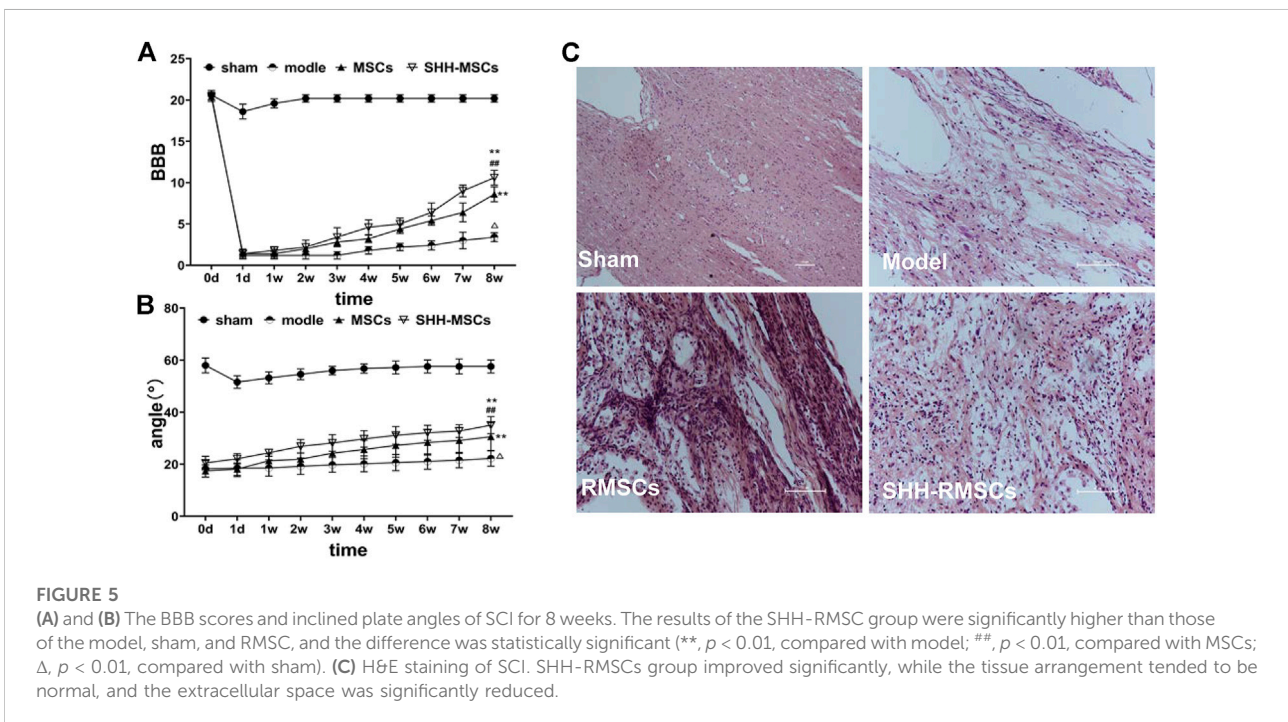 A
● sham ◓ modle ▲ MSCs ▽ SHH-MSCs
25
20
15
10
5
0
BBB
**
##
**
△
0d 1d 1w 2w 3w 4w 5w 6w 7w 8w
time
B
● sham ◓ modle ▲ MSCs ▽ SHH-MSCs
80
60
40
20
0
angle(°)
**
##
**
△
0d 1d 1w 2w 3w 4w 5w 6w 7w 8w
time
C
Sham
Model
RMSCs
SHH-RMSCs
FIGURE 5
(A) and (B) The BBB scores and inclined plate angles of SCI for 8 weeks. The results of the SHH-RMSC group were significantly higher than those
of the model, sham, and RMSC, and the difference was statistically significant (**, p < 0.01, compared with model; ##, p < 0.01, compared with MSCs;
Δ, p < 0.01, compared with sham). (C) H&E staining of SCI. SHH-RMSCs group improved significantly, while the tissue arrangement tended to be
normal, and the extracellular space was significantly reduced.